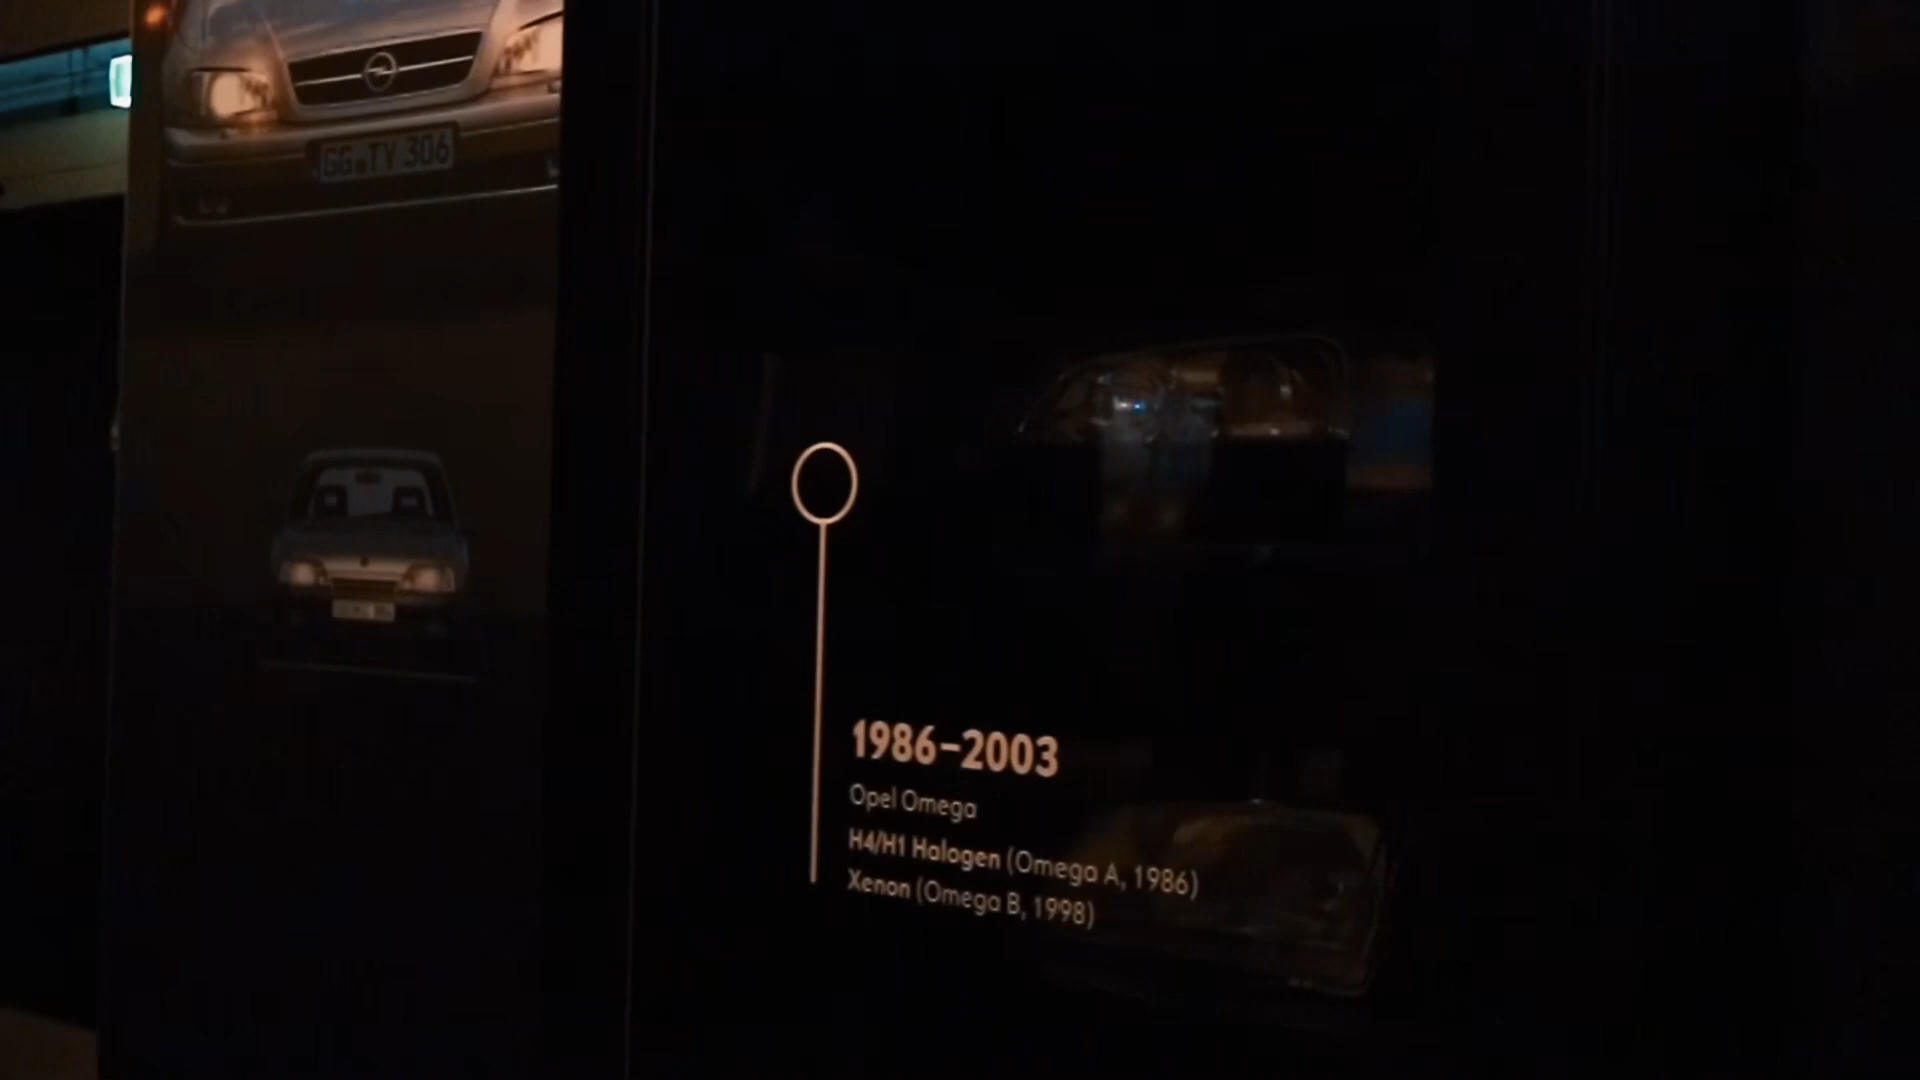 GG TY 306
1986–2003
Opel Omega
H4/H1 Halogen (Omega A, 1986)
Xenon (Omega B, 1998)